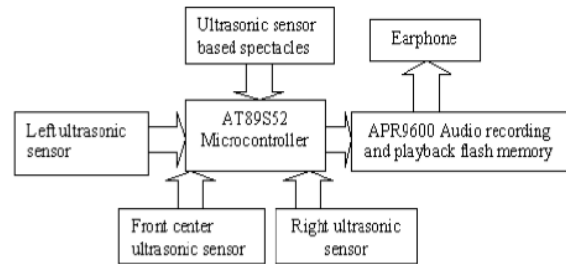 Ultrasonic sensor
based spectacles
Earphone
Left ultrasonic
sensor
AT89S52
Microcontroller
APR9600 Audio recording
and playback flash memory
Front center
ultrasonic sensor
Right ultrasonic
sensor